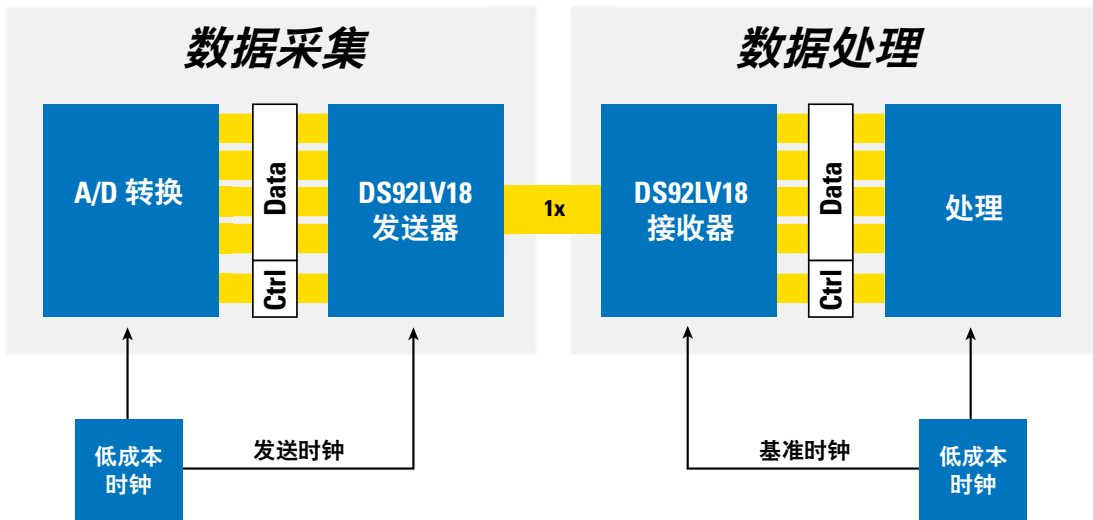 数据采集
数据处理
A/D 转换
Data
Ctrl
DS92LV18
发送器
1x
DS92LV18
接收器
Data
Ctrl
处理
低成本
时钟
发送时钟
基准时钟
低成本
时钟